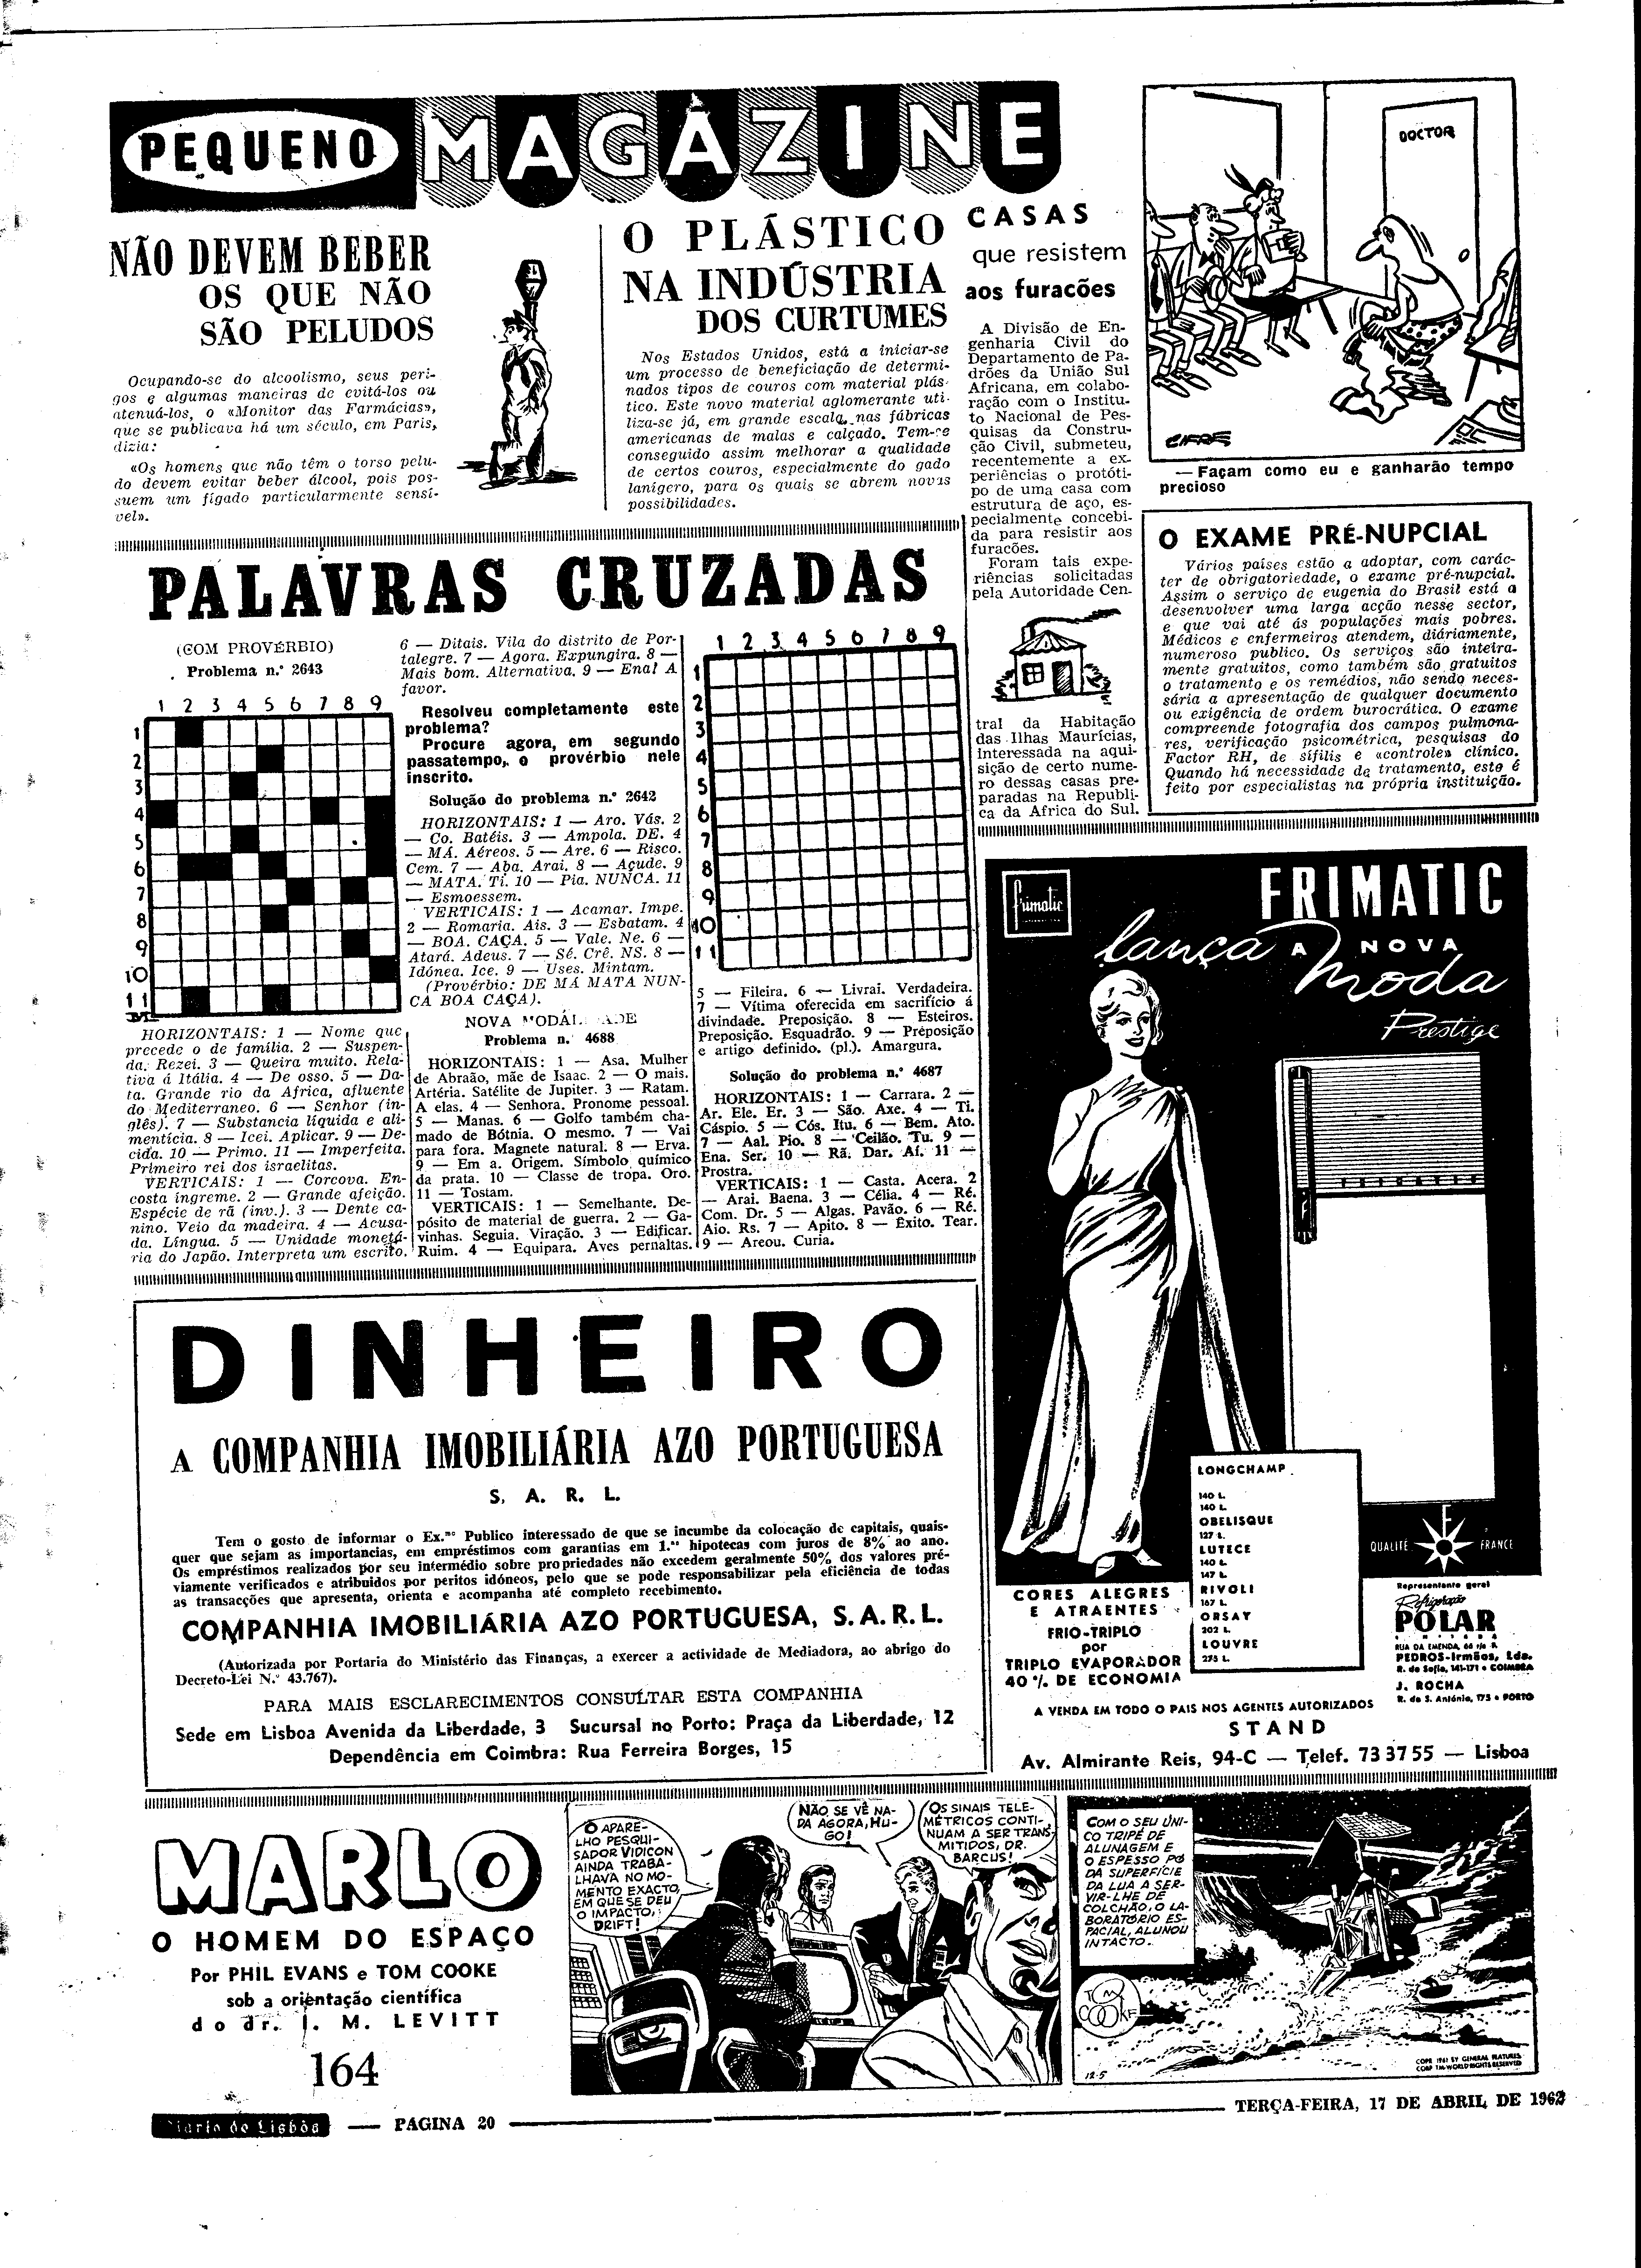 PEQUENO MAGAZINE
NÃO DEVEM BEBER
OS QUE NÃO
SÃO PELUDOS
Ocupando-se do alcoolismo, seus peri-
gos e algumas maneiras de evitá-los ou
atenuá-los, o «Monitor das Farmácias»,
que se publicava há um século, em Paris,
dizia:
«Os homens que não têm o torso pelu-
do devem evitar beber álcool, pois pos-
suem um fígado particularmente sensí-
vel».
O PLÁSTICO
NA INDÚSTRIA
DOS CURTUMES
Nos Estados Unidos, está a iniciar-se
um processo de beneficiação de determi-
nados tipos de couros com material plás-
tico. Este novo material aglomerante uti-
liza-se já, em grande escala, nas fábricas
americanas de malas e calçado. Tem-se
conseguido assim melhorar a qualidade
de certos couros, especialmente do gado
lanígero, para os quais se abrem novas
possibilidades.
CASAS
que resistem
aos furacões
A Divisão de En-
genharia Civil do
Departamento de Pa-
drões da União Sul
Africana, em colabo-
ração com o Institu-
to Nacional de Pes-
quisas da Constru-
ção Civil, submeteu,
recentemente a ex-
periências o protóti-
po de uma casa com
estrutura de aço, es-
pecialmente concebi-
da para resistir aos
furacões.
Foram tais expe-
riências solicitadas
pela Autoridade Cen-
tral da Habitação
das Ilhas Maurícias,
interessada na aqui-
sição de certo nume-
ro dessas casas pre-
paradas na Republi-
ca da Africa do Sul.
DOCTOR
CIFRE
— Façam como eu e ganharão tempo
precioso
O EXAME PRÉ-NUPCIAL
Vários países estão a adoptar, com carác-
ter de obrigatoriedade, o exame pré-nupcial.
Assim o serviço de eugenia do Brasil está a
desenvolver uma larga acção nesse sector,
e que vai até ás populações mais pobres.
Médicos e enfermeiros atendem, diáriamente,
numeroso publico. Os serviços são inteira-
mente gratuitos, como também são gratuitos
o tratamento e os remédios, não sendo neces-
sária a apresentação de qualquer documento
ou exigência de ordem burocrática. O exame
compreende fotografia dos campos pulmona-
res, verificação psicométrica, pesquisas do
Factor RH, de sífilis e «controle» clínico.
Quando há necessidade de tratamento, este é
feito por especialistas na própria instituição.
PALAVRAS CRUZADAS
(COM PROVÉRBIO)
Problema n.º 2643
1 2 3 4 5 6 7 8 9
1
2
3
4
5
6
7
8
9
10
11
HORIZONTAIS: 1 — Nome que
precede o de família. 2 — Suspen-
da. Rezei. 3 — Queira muito. Rela-
tiva á Itália. 4 — De osso. 5 — Da-
ta. Grande rio da Africa, afluente
do Mediterraneo. 6 — Senhor (in-
glês). 7 — Substancia liquida e ali-
mentícia. 8 — Icei. Aplicar. 9 — De-
cida. 10 — Primo. 11 — Imperfeita.
Primeiro rei dos israelitas.
VERTICAIS: 1 — Corcova. En-
costa íngreme. 2 — Grande afeição.
Espécie de rã (inv.). 3 — Dente ca-
nino. Veio da madeira. 4 — Acusa-
da. Língua. 5 — Unidade monetá-
ria do Japão. Interpreta um escrito.
6 — Ditais. Vila do distrito de Por-
talegre. 7 — Agora. Expungira. 8 —
Mais bom. Alternativa. 9 — Ena! A
favor.
Resolveu completamente este
problema?
Procure agora, em segundo
passatempo, o provérbio nele
inscrito.
Solução do problema n.º 2642
HORIZONTAIS: 1 — Aro. Vás. 2
— Co. Batéis. 3 — Ampola. DE. 4
— MÁ. Aéreos. 5 — Are. 6 — Risco.
Cem. 7 — Aba. Arai. 8 — Açude. 9
— MATA. Ti. 10 — Pia. NUNCA. 11
— Esmoessem.
VERTICAIS: 1 — Acamar. Impe.
2 — Romaria. Ais. 3 — Esbatam. 4
— BOA. CAÇA. 5 — Vale. Ne. 6 —
Atará. Adeus. 7 — Sé. Crê. NS. 8 —
Idónea. Ice. 9 — Uses. Mintam.
(Provérbio: DE MÁ MATA NUN-
CA BOA CAÇA).
NOVA MODALIDADE
Problema n. 4688
HORIZONTAIS: 1 — Asa. Mulher
de Abraão, mãe de Isaac. 2 — O mais.
Artéria. Satélite de Jupiter. 3 — Ratam.
A elas. 4 — Senhora. Pronome pessoal.
5 — Manas. 6 — Golfo também cha-
mado de Bótnia. O mesmo. 7 — Vai
para fora. Magnete natural. 8 — Erva.
9 — Em a. Origem. Símbolo químico
da prata. 10 — Classe de tropa. Oro.
11 — Tostam.
VERTICAIS: 1 — Semelhante. De-
pósito de material de guerra. 2 — Ga-
vinhas. Seguia. Viração. 3 — Edificar.
Ruim. 4 — Equipara. Aves pernaltas.
1 2 3 4 5 6 7 8 9
1
2
3
4
5
6
7
8
9
10
11
5 — Fileira. 6 — Livrai. Verdadeira.
7 — Vítima oferecida em sacrifício á
divindade. Preposição. 8 — Esteiros.
Preposição. Esquadrão. 9 — Preposição
e artigo definido. (pl.). Amargura.
Solução do problema n.º 4687
HORIZONTAIS: 1 — Carrara. 2 —
Ar. Ele. Er. 3 — São. Axe. 4 — Ti.
Cáspio. 5 — Cós. Itu. 6 — Bem. Ato.
7 — Aal. Pio. 8 — Ceilão. Tu. 9 —
Ena. Ser. 10 — Rã. Dar. Aí. 11 —
Prostra.
VERTICAIS: 1 — Casta. Acera. 2
— Arai. Baena. 3 — Célia. 4 — Ré.
Com. Dr. 5 — Algas. Pavão. 6 — Ré.
Aio. Rs. 7 — Apito. 8 — Êxito. Tear.
9 — Areou. Curia.
frimatic
FRIMATIC
lança A NOVA
moda
Prestige
LONGCHAMP
140 L.
140 L.
OBELISQUE
127 L.
LUTECE
140 L.
147 L.
RIVOLI
167 L.
ORSAY
202 L.
LOUVRE
235 L.
QUALITÉ F FRANCE
CORES ALEGRES
E ATRAENTES
FRIO-TRIPLO
por
TRIPLO EVAPORADOR
40% DE ECONOMIA
Representante geral
Refrigeração
POLAR
RUA DA EMENDA, 66 r/c
PEDROS-Irmãos, Lda.
R. da Sofia, 141-171 • COIMBRA
J. ROCHA
R. de S. António, 175 • PORTO
A VENDA EM TODO O PAIS NOS AGENTES AUTORIZADOS
STAND
Av. Almirante Reis, 94-C — Telef. 73 37 55 — Lisboa
DINHEIRO
A COMPANHIA IMOBILIÁRIA AZO PORTUGUESA
S. A. R. L.
Tem o gosto de informar o Ex.mo Publico interessado de que se incumbe da colocação de capitais, quais-
quer que sejam as importancias, em empréstimos com garantias em 1.as hipotecas com juros de 8% ao ano.
Os empréstimos realizados por seu intermédio sobre propriedades não excedem geralmente 50% dos valores pré-
viamente verificados e atribuidos por peritos idóneos, pelo que se pode responsabilizar pela eficiência de todas
as transacções que apresenta, orienta e acompanha até completo recebimento.
COMPANHIA IMOBILIÁRIA AZO PORTUGUESA, S. A. R. L.
(Autorizada por Portaria do Ministério das Finanças, a exercer a actividade de Mediadora, ao abrigo do
Decreto-Lei N.º 43.767).
PARA MAIS ESCLARECIMENTOS CONSULTAR ESTA COMPANHIA
Sede em Lisboa Avenida da Liberdade, 3 Sucursal no Porto: Praça da Liberdade, 12
Dependência em Coimbra: Rua Ferreira Borges, 15
MARLO
O HOMEM DO ESPAÇO
Por PHIL EVANS e TOM COOKE
sob a orientação científica
do dr. J. M. LEVITT
164
O APARE-
LHO PESQUI-
SADOR VIDICON
AINDA TRABA-
LHAVA NO MO-
MENTO EXACTO,
EM QUE SE DEU
O IMPACTO,
DRIFT!
NÃO SE VÊ NA-
DA AGORA, HU-
GO!
OS SINAIS TELE-
MÉTRICOS CONTI-
NUAM A SER TRANS-
MITIDOS, DR.
BARCUS!
COM O SEU ÚNI-
CO TRIPÉ DE
ALUNAGEM E
O ESPESSO PÓ
DA SUPERFÍCIE
DA LUA A SER-
VIR-LHE DE
COLCHÃO, O LA-
BORATÓRIO ES-
PACIAL, ALUNOU
INTACTO.
TOM COOKE
12-5
COPR 1961 BY GENERAL FEATURES
CORP TM-WORLD RIGHTS RESERVED
Diario de Lisboa — PAGINA 20
TERÇA-FEIRA, 17 DE ABRIL DE 1962